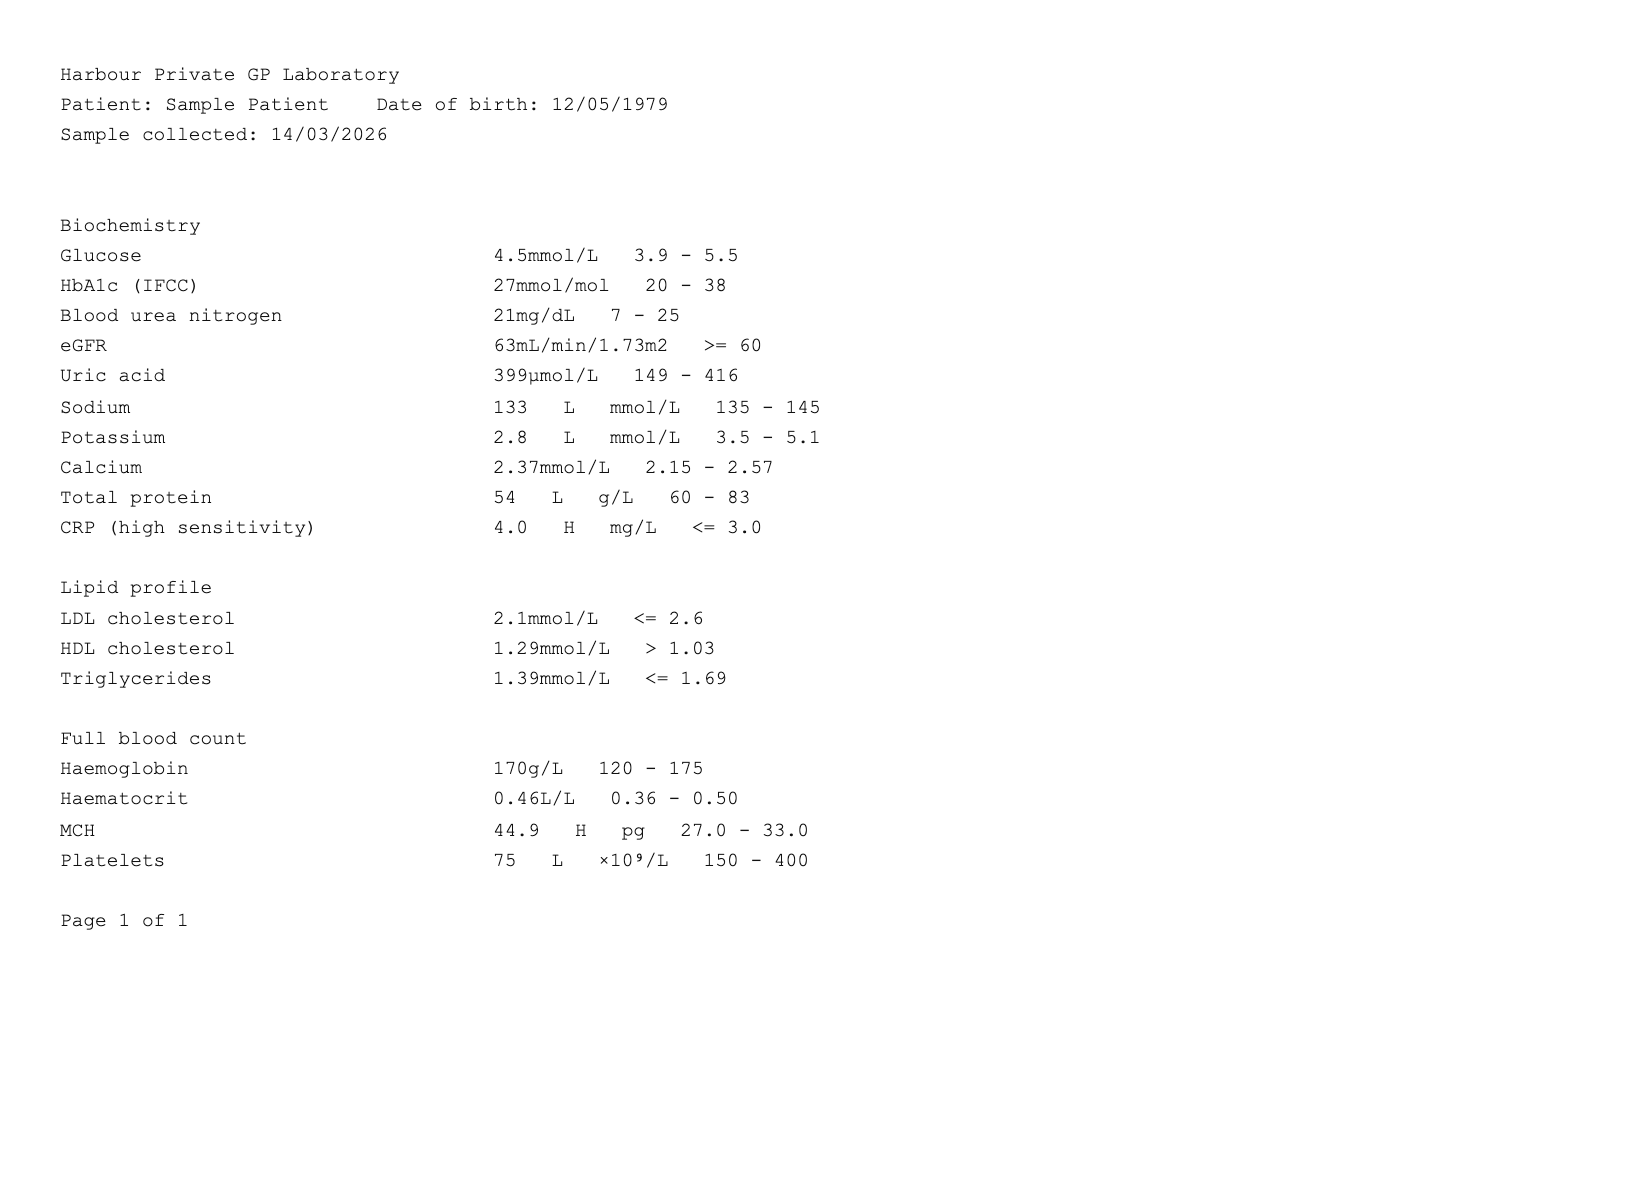 Harbour Private GP Laboratory
Patient: Sample Patient    Date of birth: 12/05/1979
Sample collected: 14/03/2026
Biochemistry
Glucose    4.5mmol/L   3.9 - 5.5
HbA1c (IFCC)    27mmol/mol   20 - 38
Blood urea nitrogen    21mg/dL   7 - 25
eGFR    63mL/min/1.73m2   >= 60
Uric acid    399µmol/L   149 - 416
Sodium    133   L   mmol/L   135 - 145
Potassium    2.8   L   mmol/L   3.5 - 5.1
Calcium    2.37mmol/L   2.15 - 2.57
Total protein    54   L   g/L   60 - 83
CRP (high sensitivity)    4.0   H   mg/L   <= 3.0
Lipid profile
LDL cholesterol    2.1mmol/L   <= 2.6
HDL cholesterol    1.29mmol/L   > 1.03
Triglycerides    1.39mmol/L   <= 1.69
Full blood count
Haemoglobin    170g/L   120 - 175
Haematocrit    0.46L/L   0.36 - 0.50
MCH    44.9   H   pg   27.0 - 33.0
Platelets    75   L   ×10⁹/L   150 - 400
Page 1 of 1